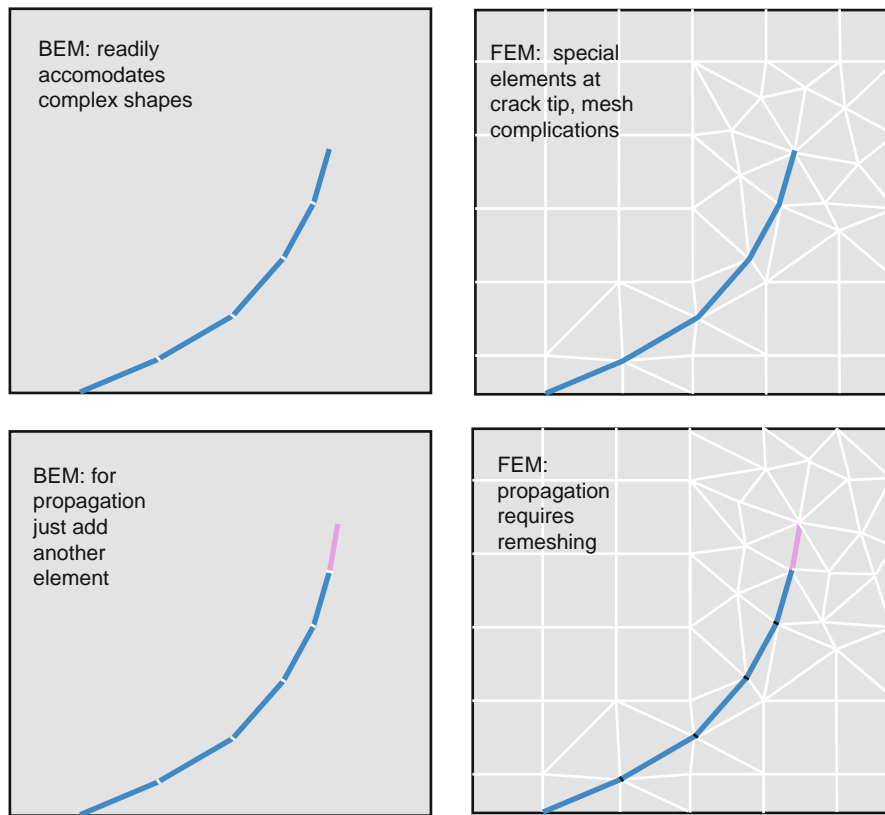 BEM: readily
accomodates
complex shapes
FEM: special
elements at
crack tip, mesh
complications
BEM: for
propagation
just add
another
element
FEM:
propagation
requires
remeshing